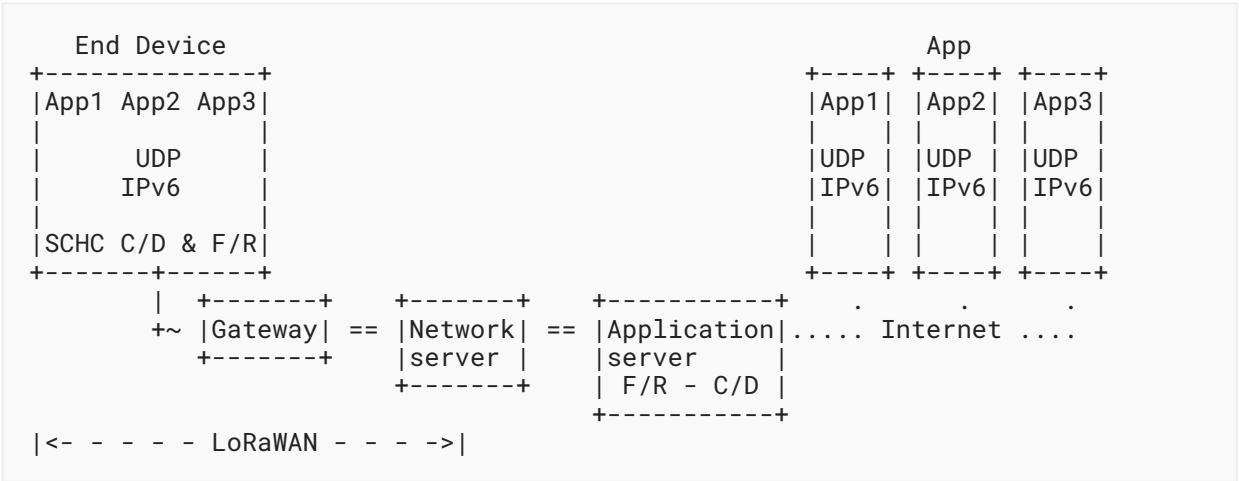 End Device                                               App
+--------------+                                    +----+ +----+ +----+
|App1 App2 App3|                                    |App1| |App2| |App3|
|              |                                    |    | |    | |    |
|      UDP     |                                    |UDP | |UDP | |UDP |
|     IPv6     |                                    |IPv6| |IPv6| |IPv6|
|              |                                    |    | |    | |    |
|SCHC C/D & F/R|                                    |    | |    | |    |
+-------+------+                                    +----+ +----+ +----+
        |  +-------+    +-------+    +-----------+    .      .      .
        +~ |Gateway| == |Network| == |Application|..... Internet ....
           +-------+    |server |    |server     |
                        +-------+    | F/R - C/D |
                                     +-----------+
|<- - - - - LoRaWAN - - - ->|